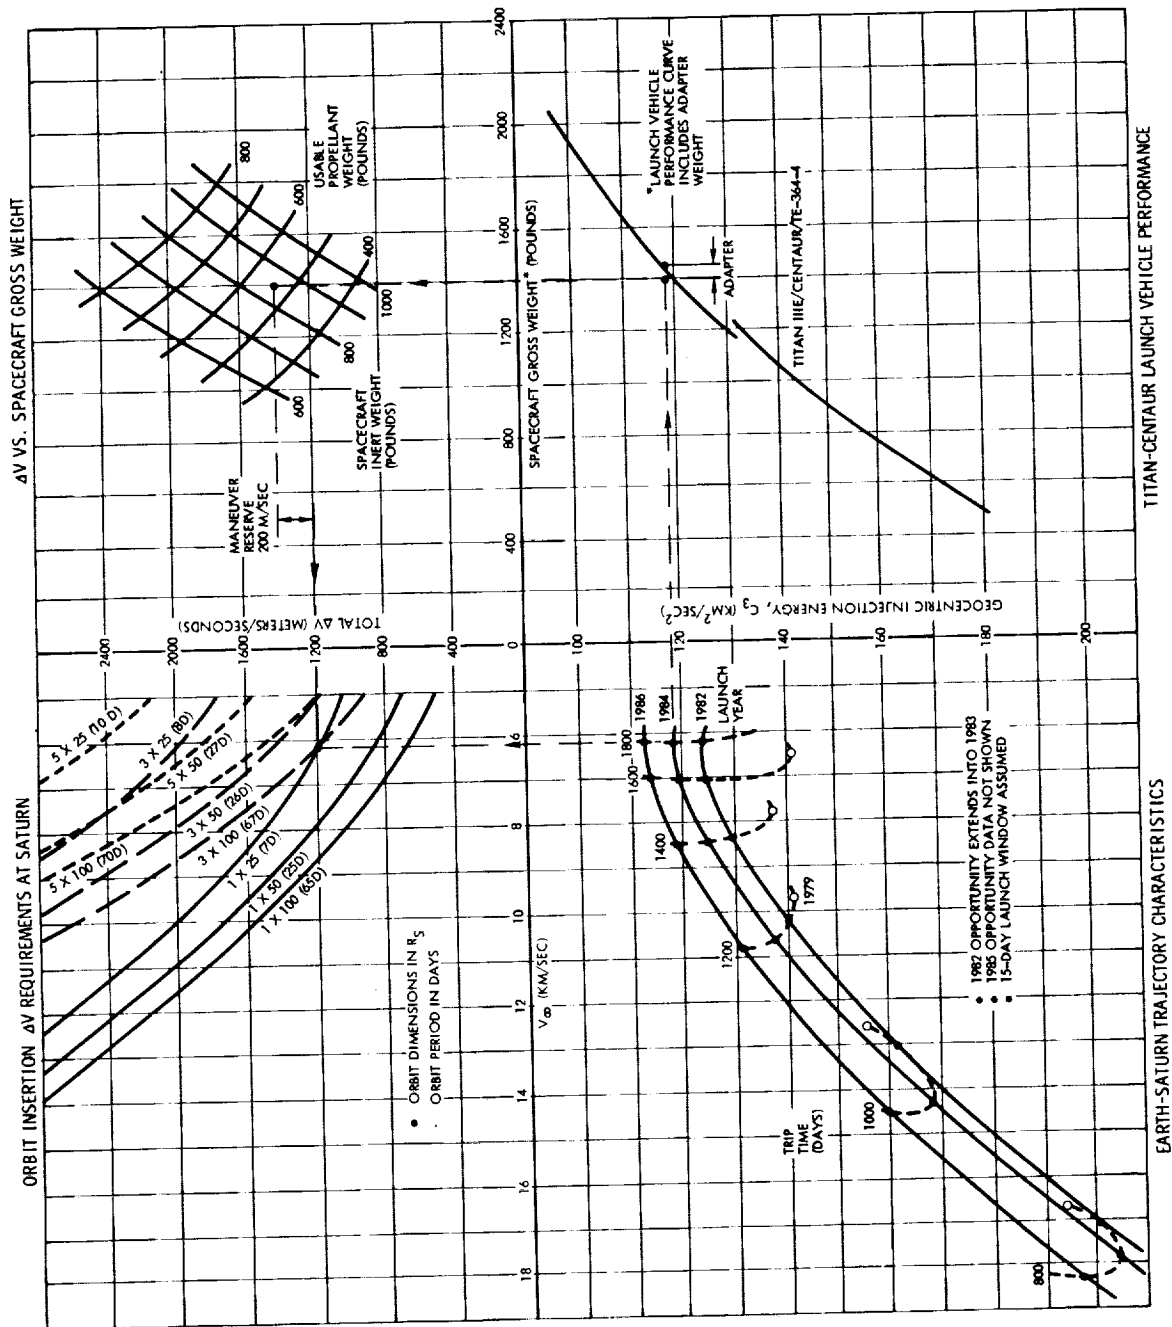 ΔV VS. SPACECRAFT GROSS WEIGHT
ORBIT INSERTION ΔV REQUIREMENTS AT SATURN
TITAN-CENTAUR LAUNCH VEHICLE PERFORMANCE
EARTH-SATURN TRAJECTORY CHARACTERISTICS
TOTAL ΔV (METERS/SECONDS)
2400
2000
1600
1200
800
400
0
5 X 25 (10 D)
3 X 25 (8D)
5 X 50 (27D)
3 X 50 (26D)
3 X 100 (67D)
5 X 100 (70D)
1 X 25 (7D)
1 X 50 (25D)
1 X 100 (65D)
• ORBIT DIMENSIONS IN RS
. ORBIT PERIOD IN DAYS
V∞ (KM/SEC)
6
8
10
12
14
16
18
MANEUVER
RESERVE
200 M/SEC
SPACECRAFT
INERT WEIGHT
(POUNDS)
600
800
1000
USABLE
PROPELLANT
WEIGHT
(POUNDS)
400
600
800
SPACECRAFT GROSS WEIGHT* (POUNDS)
400
800
1200
1600
2000
2400
*LAUNCH VEHICLE
PERFORMANCE CURVE
INCLUDES ADAPTER
WEIGHT
ADAPTER
TITAN IIIE/CENTAUR/TE-364-4
GEOCENTRIC INJECTION ENERGY, C3 (KM²/SEC²)
100
120
140
160
180
200
1986
1984
1982
LAUNCH
YEAR
1979
TRIP
TIME
(DAYS)
1800
1600
1400
1200
1000
800
• 1982 OPPORTUNITY EXTENDS INTO 1983
• 1985 OPPORTUNITY DATA NOT SHOWN
• 15-DAY LAUNCH WINDOW ASSUMED